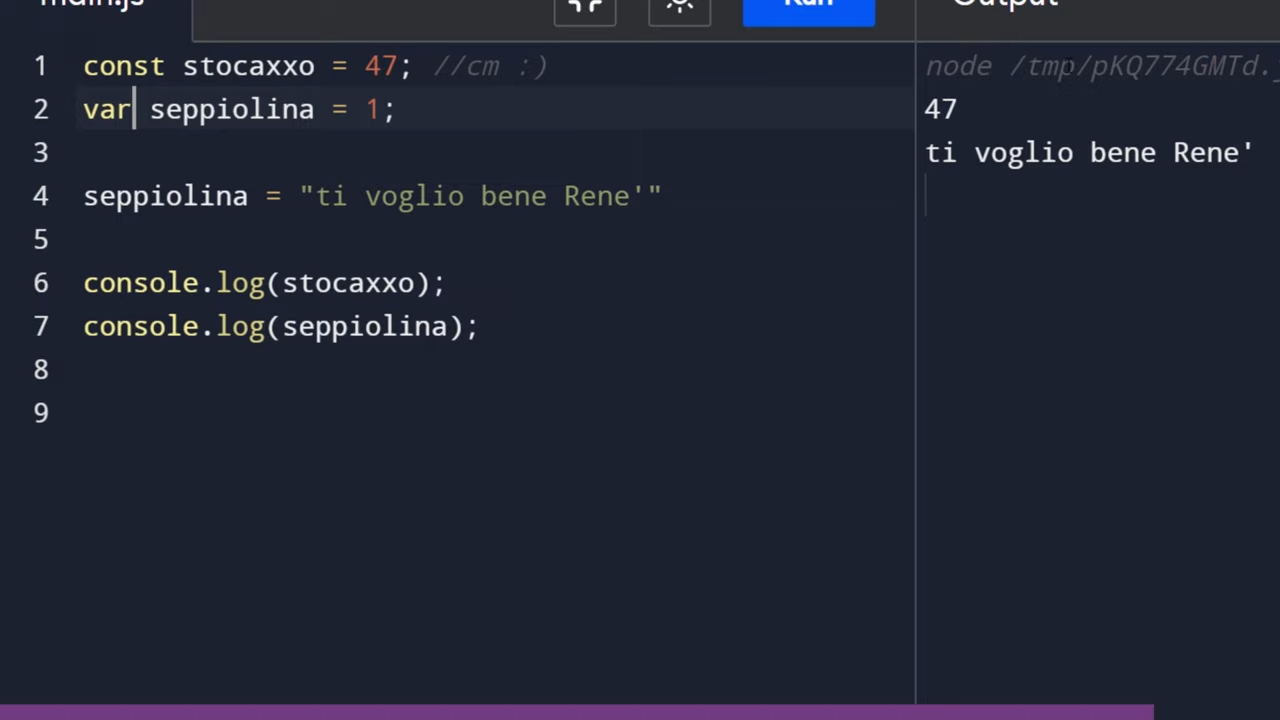 main.js
Run
Output
1 const stocaxxo = 47; //cm :)
2 var seppiolina = 1;
3
4 seppiolina = "ti voglio bene Rene'"
5
6 console.log(stocaxxo);
7 console.log(seppiolina);
8
9
node /tmp/pKQ774GMTd.j
47
ti voglio bene Rene'